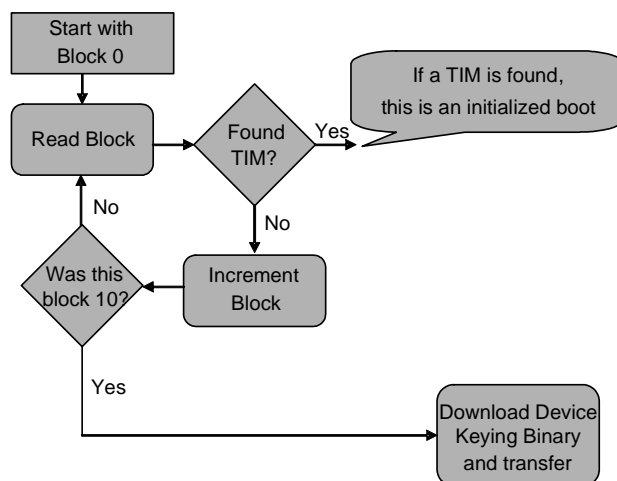 Start with
Block 0
If a TIM is found,
this is an initialized boot
Read Block
Found
TIM?
Yes
No
No
Was this
block 10?
Increment
Block
Yes
Download Device
Keying Binary
and transfer